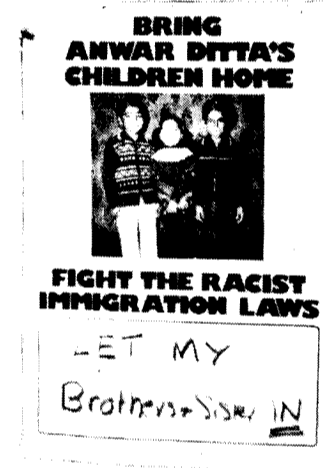 BRING
ANWAR DITTA'S
CHILDREN HOME
FIGHT THE RACIST
IMMIGRATION LAWS
LET MY
Brothers + Sister IN